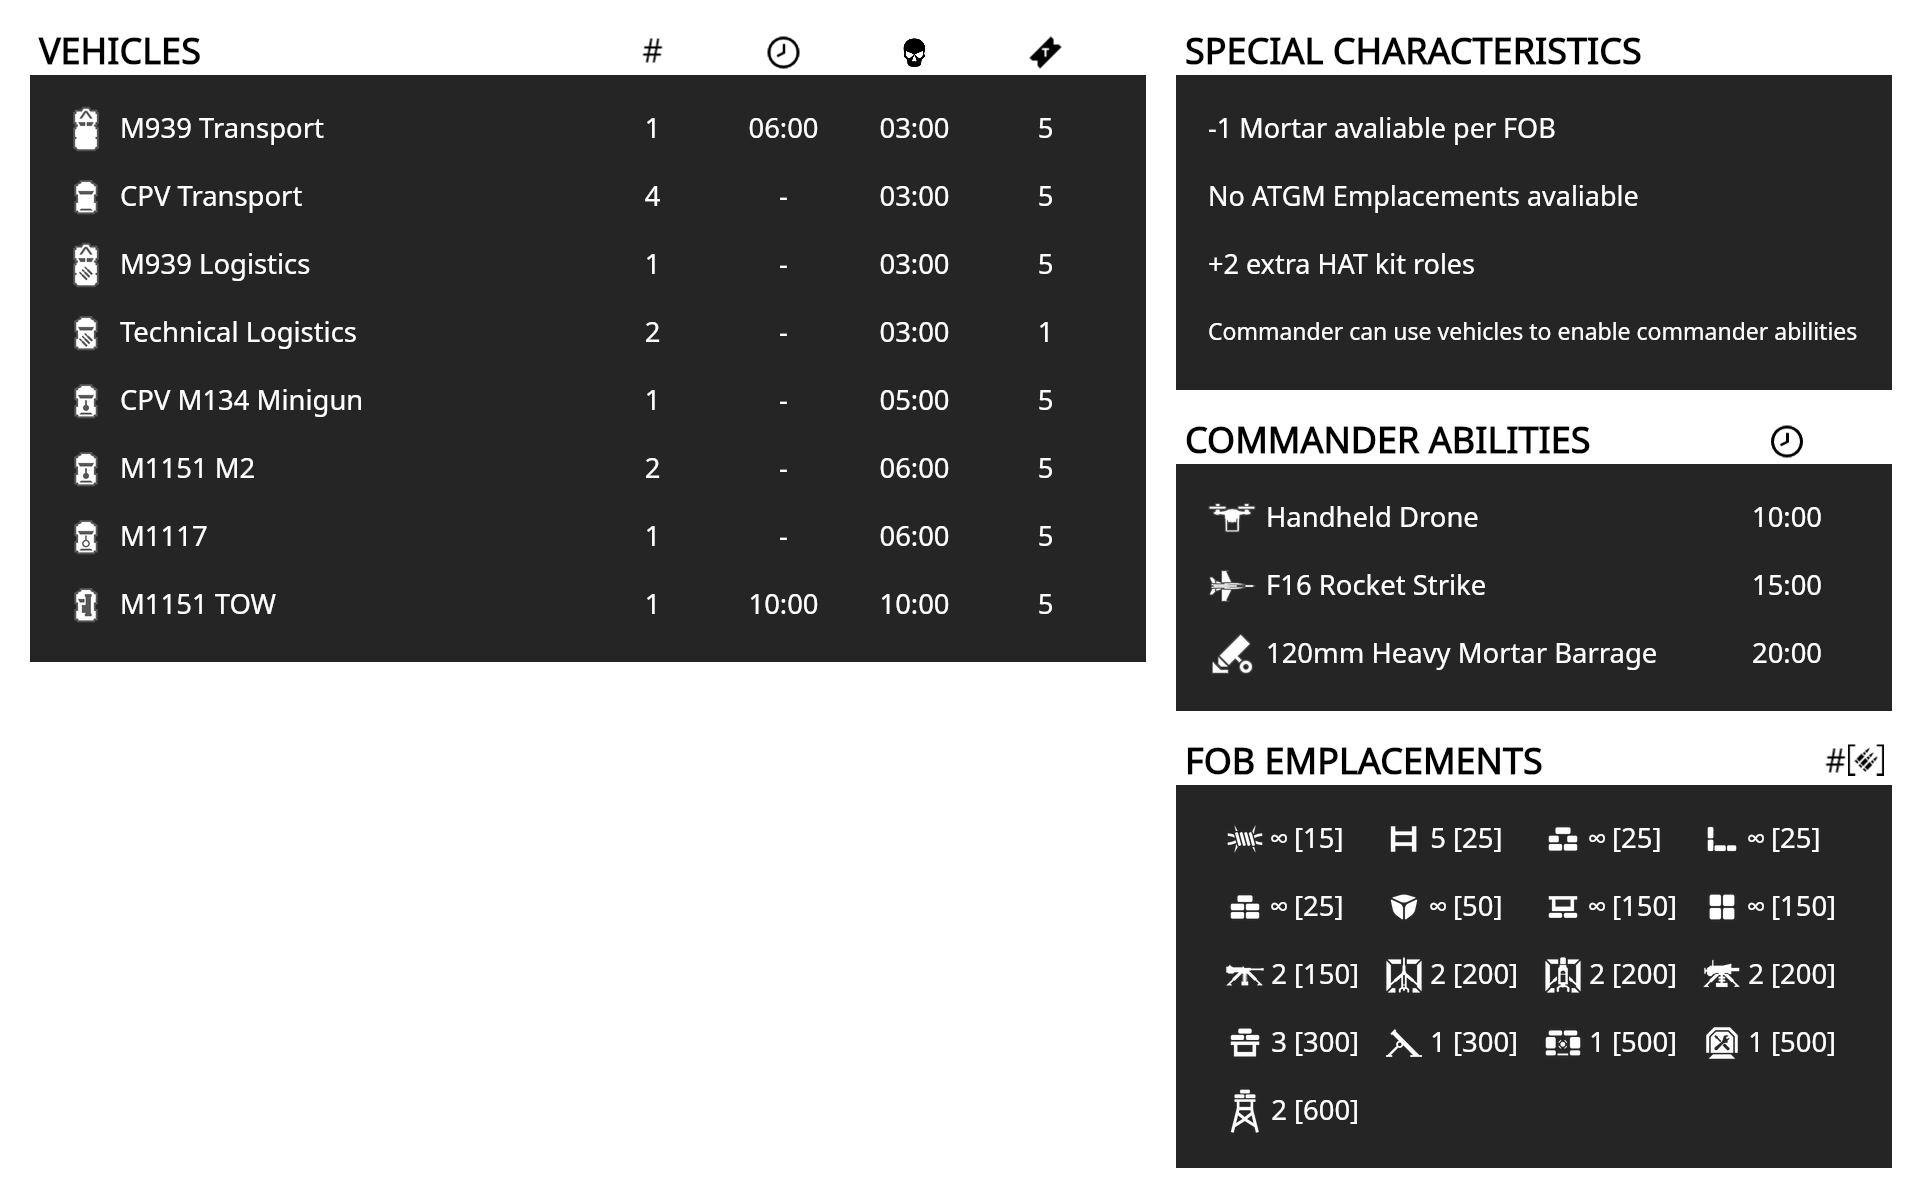 VEHICLES #
M939 Transport 1 06:00 03:00 5
CPV Transport 4 - 03:00 5
M939 Logistics 1 - 03:00 5
Technical Logistics 2 - 03:00 1
CPV M134 Minigun 1 - 05:00 5
M1151 M2 2 - 06:00 5
M1117 1 - 06:00 5
M1151 TOW 1 10:00 10:00 5
SPECIAL CHARACTERISTICS
-1 Mortar avaliable per FOB
No ATGM Emplacements avaliable
+2 extra HAT kit roles
Commander can use vehicles to enable commander abilities
COMMANDER ABILITIES
Handheld Drone 10:00
F16 Rocket Strike 15:00
120mm Heavy Mortar Barrage 20:00
FOB EMPLACEMENTS #[]
∞ [15] 5 [25] ∞ [25] ∞ [25]
∞ [25] ∞ [50] ∞ [150] ∞ [150]
2 [150] 2 [200] 2 [200] 2 [200]
3 [300] 1 [300] 1 [500] 1 [500]
2 [600]